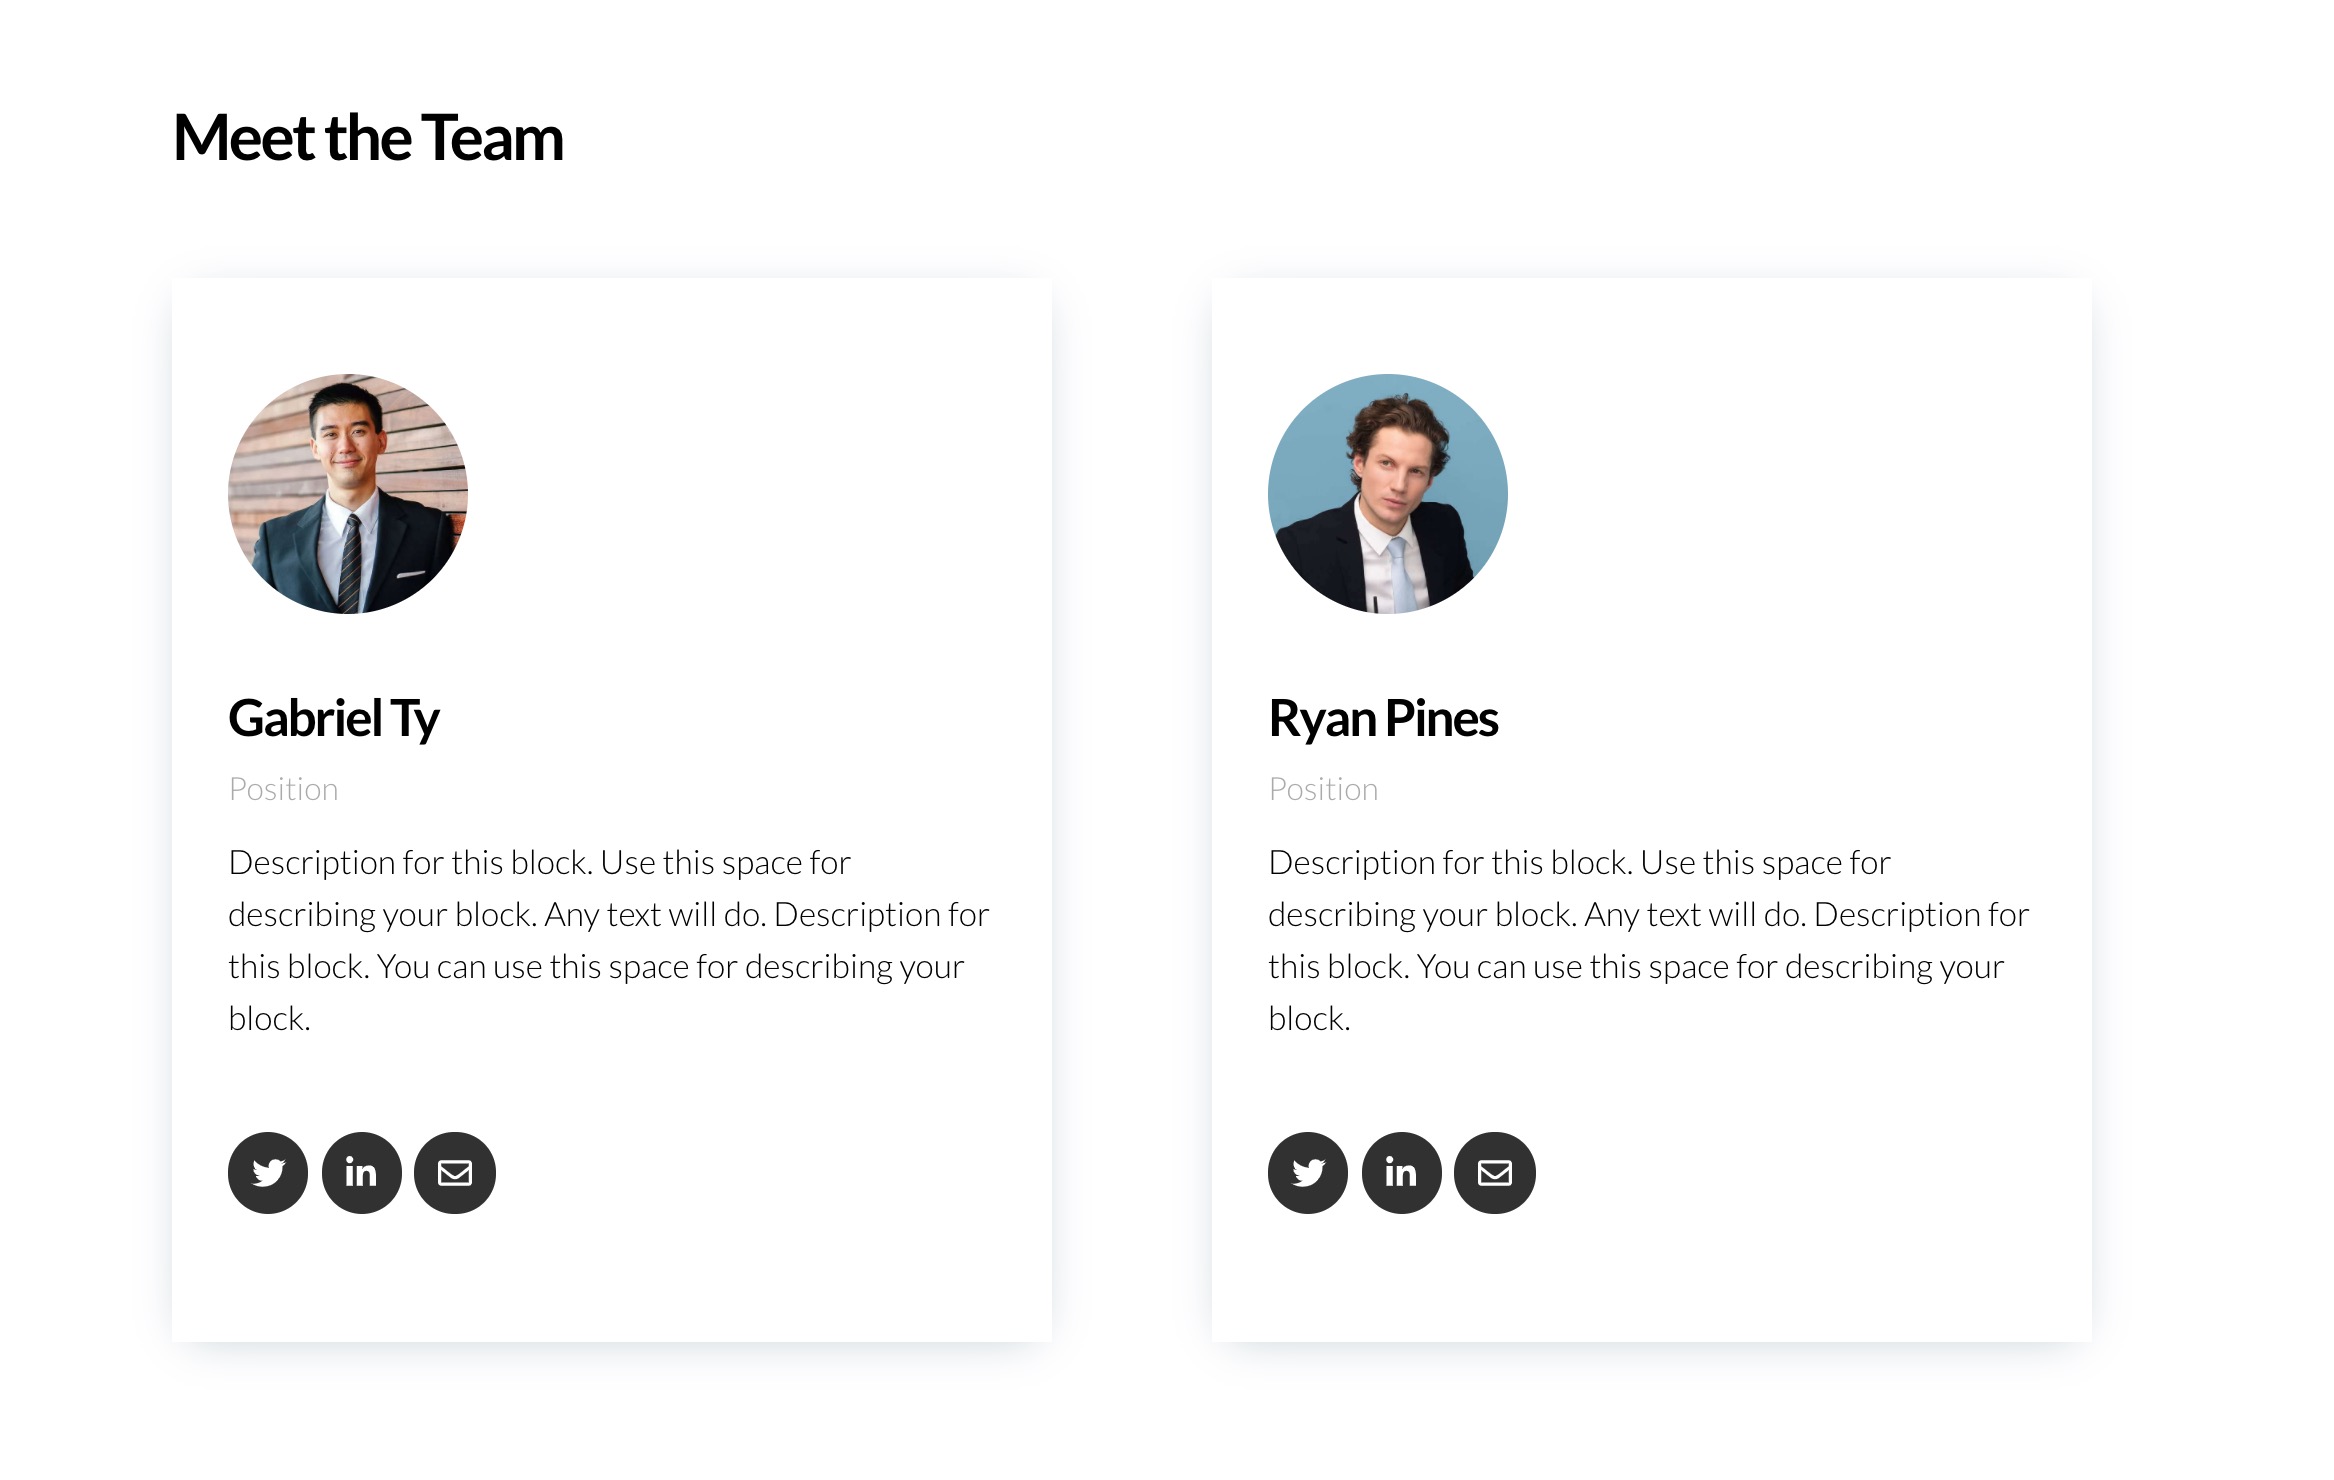 Meet the Team
Gabriel Ty
Position
Description for this block. Use this space for
describing your block. Any text will do. Description for
this block. You can use this space for describing your
block.
in
Ryan Pines
Position
Description for this block. Use this space for
describing your block. Any text will do. Description for
this block. You can use this space for describing your
block.
in